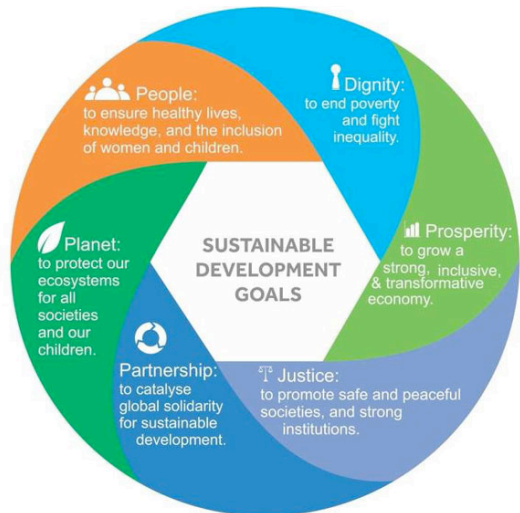 SUSTAINABLE
DEVELOPMENT
GOALS
Dignity:
to end poverty
and fight
inequality.
Prosperity:
to grow a
strong, inclusive,
& transformative
economy.
Justice:
to promote safe and peaceful
societies, and strong
institutions.
Partnership:
to catalyse
global solidarity
for sustainable
development.
Planet:
to protect our
ecosystems
for all
societies
and our
children.
People:
to ensure healthy lives,
knowledge, and the inclusion
of women and children.